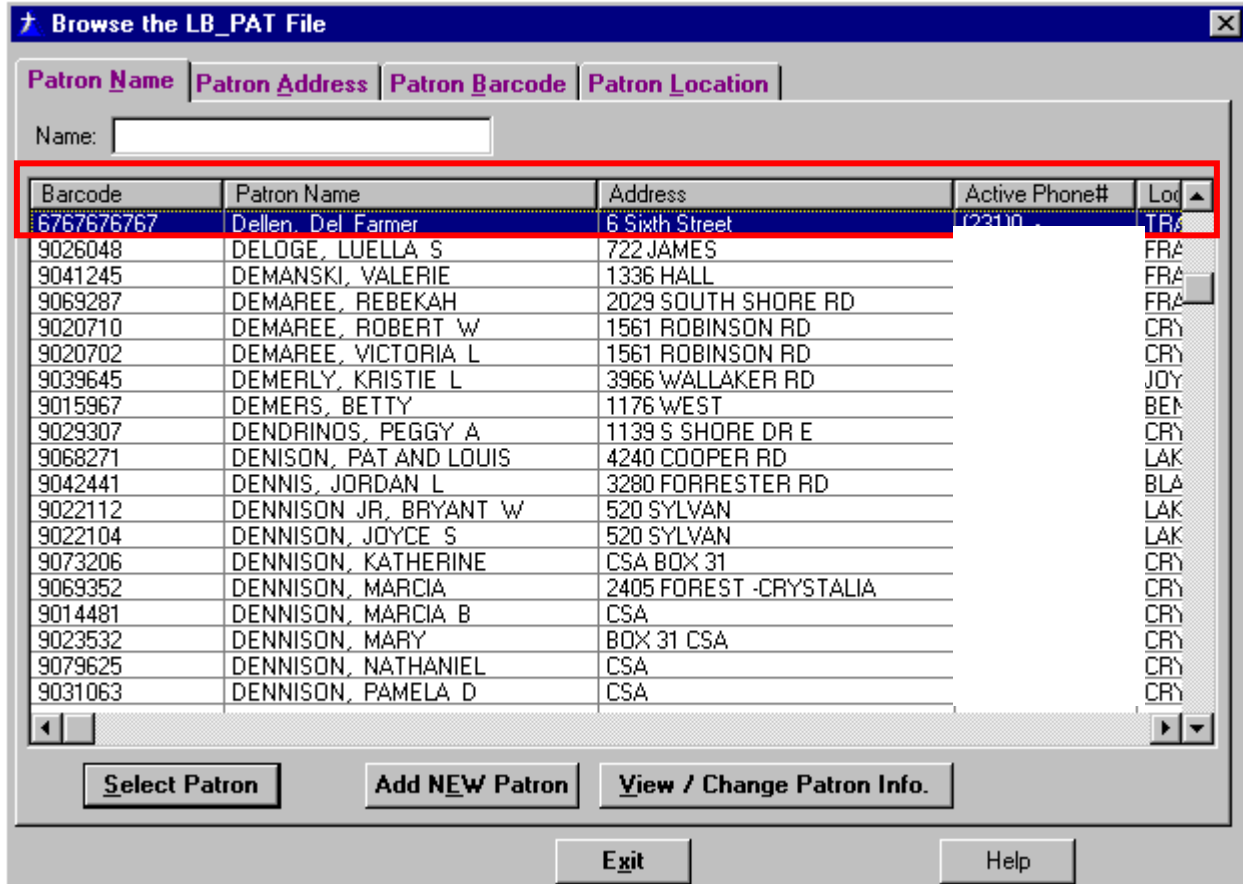 Browse the LB_PAT File
Patron Name Patron Address Patron Barcode Patron Location
Name:
Barcode Patron Name Address Active Phone# Loc
6767676767 Dellen, Del Farmer 6 Sixth Street (231)0 - TRA
9026048 DELOGE, LUELLA S 722 JAMES FRA
9041245 DEMANSKI, VALERIE 1336 HALL FRA
9069287 DEMAREE, REBEKAH 2029 SOUTH SHORE RD FRA
9020710 DEMAREE, ROBERT W 1561 ROBINSON RD CRY
9020702 DEMAREE, VICTORIA L 1561 ROBINSON RD CRY
9039645 DEMERLY, KRISTIE L 3966 WALLAKER RD JOY
9015967 DEMERS, BETTY 1176 WEST BEN
9029307 DENDRINOS, PEGGY A 1139 S SHORE DR E CRY
9068271 DENISON, PAT AND LOUIS 4240 COOPER RD LAK
9042441 DENNIS, JORDAN L 3280 FORRESTER RD BLA
9022112 DENNISON JR, BRYANT W 520 SYLVAN LAK
9022104 DENNISON, JOYCE S 520 SYLVAN LAK
9073206 DENNISON, KATHERINE CSA BOX 31 CRY
9069352 DENNISON, MARCIA 2405 FOREST -CRYSTALIA CRY
9014481 DENNISON, MARCIA B CSA CRY
9023532 DENNISON, MARY BOX 31 CSA CRY
9079625 DENNISON, NATHANIEL CSA CRY
9031063 DENNISON, PAMELA D CSA CRY
Select Patron Add NEW Patron View / Change Patron Info.
Exit Help